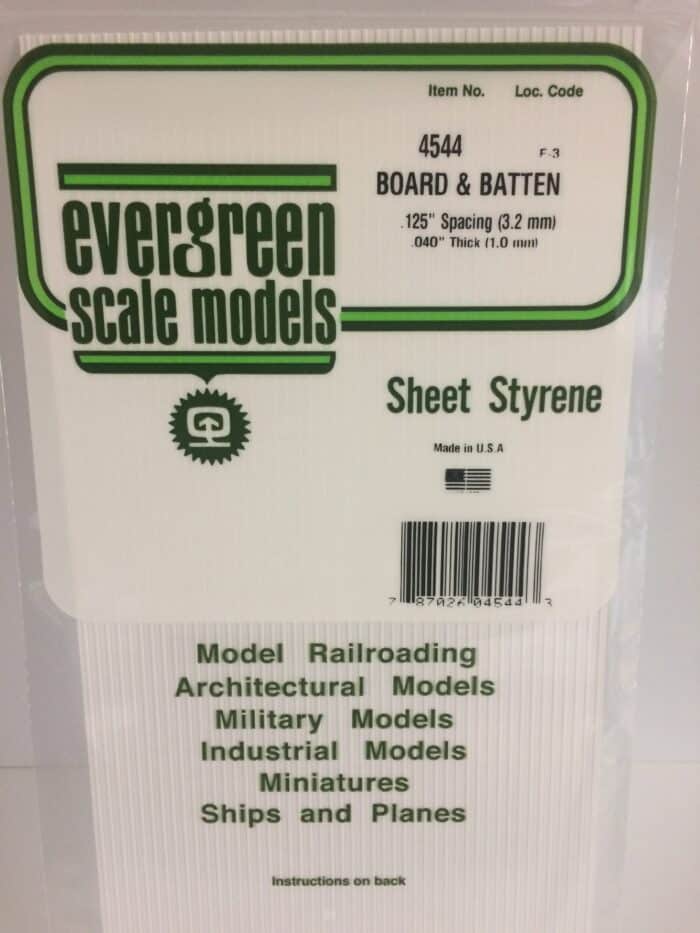 Item No. Loc. Code
4544 F-3
BOARD & BATTEN
.125" Spacing (3.2 mm)
.040" Thick (1.0 mm)
evergreen
scale models
Sheet Styrene
Made in U.S.A
7 87026 04544 3
Model Railroading
Architectural Models
Military Models
Industrial Models
Miniatures
Ships and Planes
Instructions on back